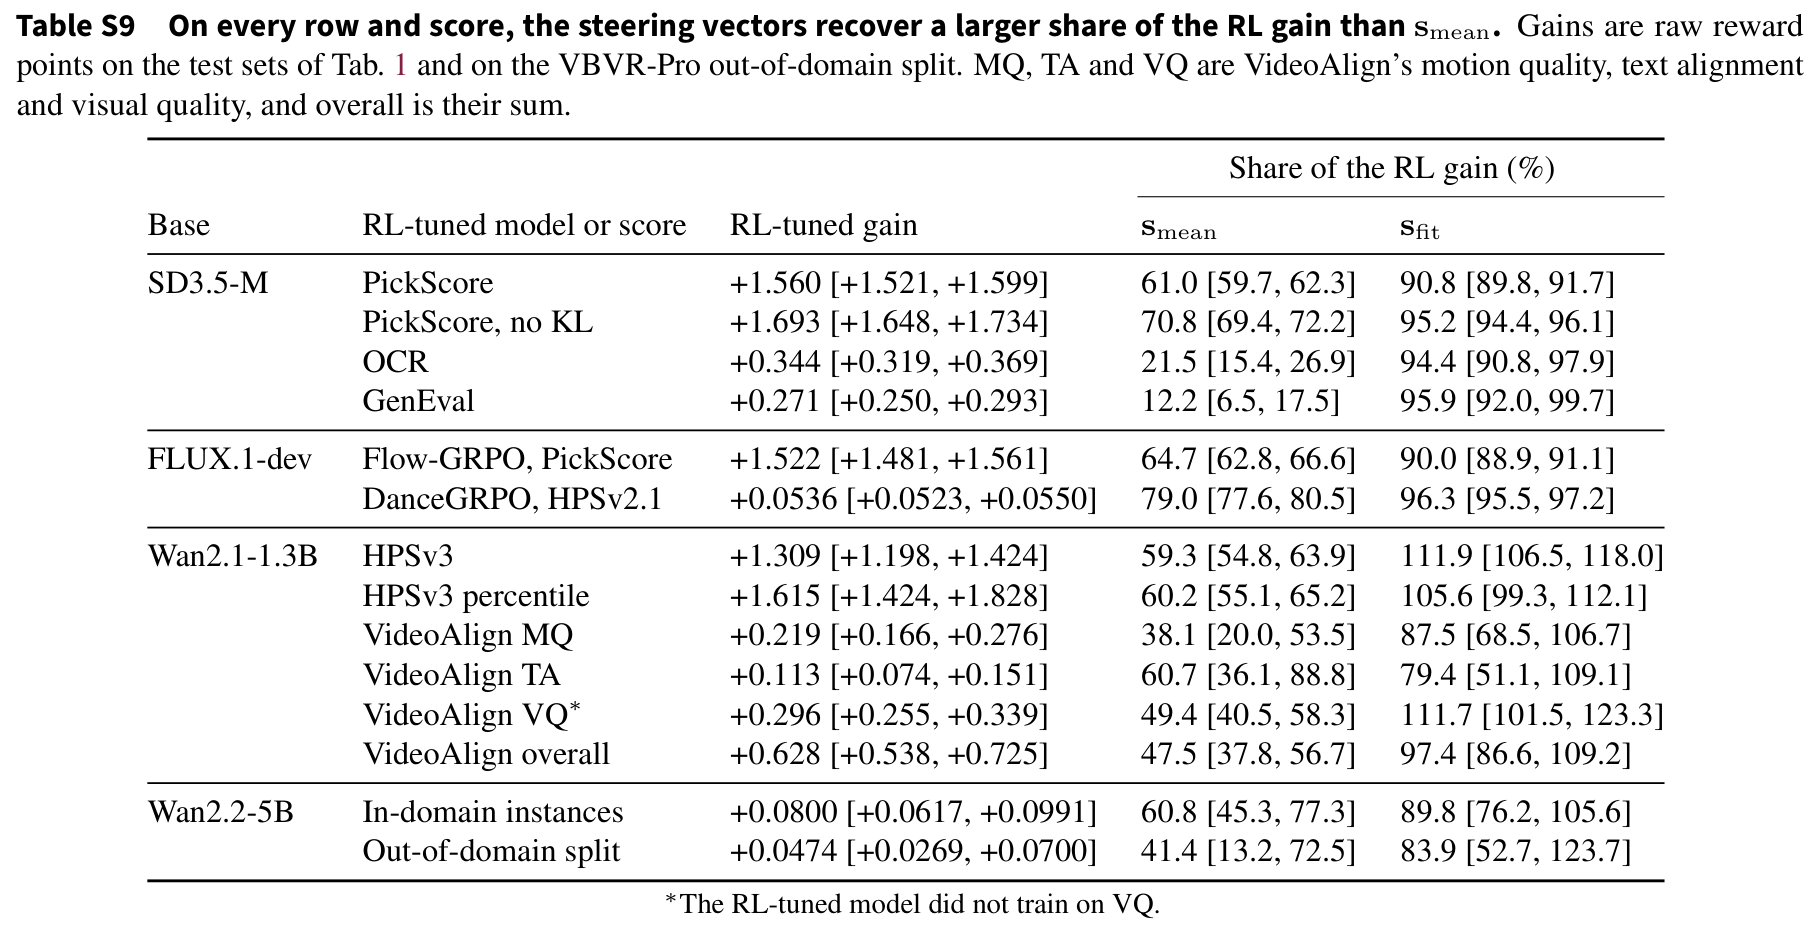 Table S9 On every row and score, the steering vectors recover a larger share of the RL gain than s_mean. Gains are raw reward
points on the test sets of Tab. 1 and on the VBVR-Pro out-of-domain split. MQ, TA and VQ are VideoAlign's motion quality, text alignment
and visual quality, and overall is their sum.
Share of the RL gain (%)
Base RL-tuned model or score RL-tuned gain s_mean s_fit
SD3.5-M PickScore +1.560 [+1.521, +1.599] 61.0 [59.7, 62.3] 90.8 [89.8, 91.7]
PickScore, no KL +1.693 [+1.648, +1.734] 70.8 [69.4, 72.2] 95.2 [94.4, 96.1]
OCR +0.344 [+0.319, +0.369] 21.5 [15.4, 26.9] 94.4 [90.8, 97.9]
GenEval +0.271 [+0.250, +0.293] 12.2 [6.5, 17.5] 95.9 [92.0, 99.7]
FLUX.1-dev Flow-GRPO, PickScore +1.522 [+1.481, +1.561] 64.7 [62.8, 66.6] 90.0 [88.9, 91.1]
DanceGRPO, HPSv2.1 +0.0536 [+0.0523, +0.0550] 79.0 [77.6, 80.5] 96.3 [95.5, 97.2]
Wan2.1-1.3B HPSv3 +1.309 [+1.198, +1.424] 59.3 [54.8, 63.9] 111.9 [106.5, 118.0]
HPSv3 percentile +1.615 [+1.424, +1.828] 60.2 [55.1, 65.2] 105.6 [99.3, 112.1]
VideoAlign MQ +0.219 [+0.166, +0.276] 38.1 [20.0, 53.5] 87.5 [68.5, 106.7]
VideoAlign TA +0.113 [+0.074, +0.151] 60.7 [36.1, 88.8] 79.4 [51.1, 109.1]
VideoAlign VQ* +0.296 [+0.255, +0.339] 49.4 [40.5, 58.3] 111.7 [101.5, 123.3]
VideoAlign overall +0.628 [+0.538, +0.725] 47.5 [37.8, 56.7] 97.4 [86.6, 109.2]
Wan2.2-5B In-domain instances +0.0800 [+0.0617, +0.0991] 60.8 [45.3, 77.3] 89.8 [76.2, 105.6]
Out-of-domain split +0.0474 [+0.0269, +0.0700] 41.4 [13.2, 72.5] 83.9 [52.7, 123.7]
*The RL-tuned model did not train on VQ.